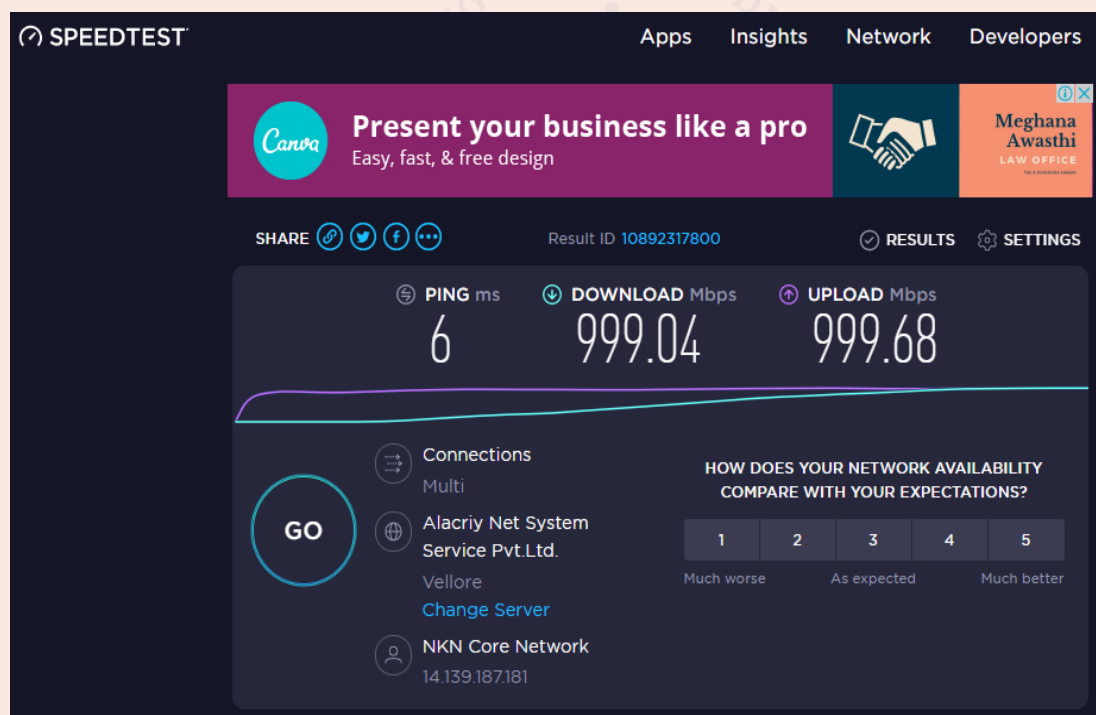 SPEEDTEST
Apps Insights Network Developers
Canva
Present your business like a pro
Easy, fast, & free design
Meghana
Awasthi
LAW OFFICE
SHARE Result ID 10892317800 RESULTS SETTINGS
PING ms DOWNLOAD Mbps UPLOAD Mbps
6 999.04 999.68
GO
Connections
Multi
Alacriy Net System
Service Pvt.Ltd.
Vellore
Change Server
NKN Core Network
14.139.187.181
HOW DOES YOUR NETWORK AVAILABILITY
COMPARE WITH YOUR EXPECTATIONS?
1 2 3 4 5
Much worse As expected Much better